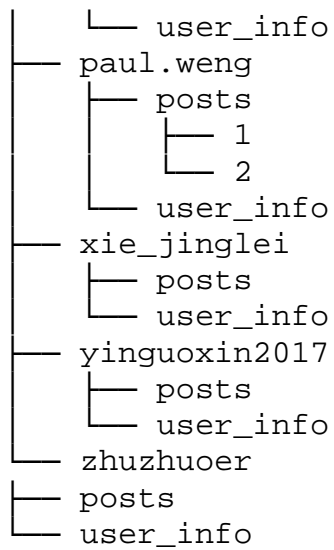 │   │   └── user_info
│   ├── paul.weng
│   │   ├── posts
│   │   │   ├── 1
│   │   │   └── 2
│   │   └── user_info
│   ├── xie_jinglei
│   │   ├── posts
│   │   └── user_info
│   ├── yinguoxin2017
│   │   ├── posts
│   │   └── user_info
│   └── zhuzhuoer
├── posts
└── user_info